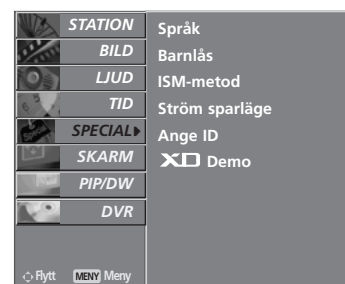 STATION
BILD
LJUD
TID
SPECIAL
SKARM
PIP/DW
DVR
Flytt MENY Meny
Språk
Barnlås
ISM-metod
Ström sparläge
Ange ID
XD Demo